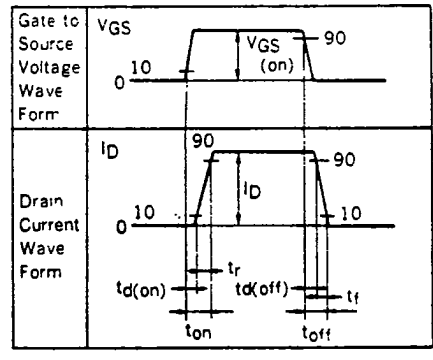 Gate to
Source
Voltage
Wave
Form
VGS
90
VGS
(on)
10
0
Drain
Current
Wave
Form
ID
90
90
ID
10
10
0
tr
td(on)
td(off)
tf
ton
toff